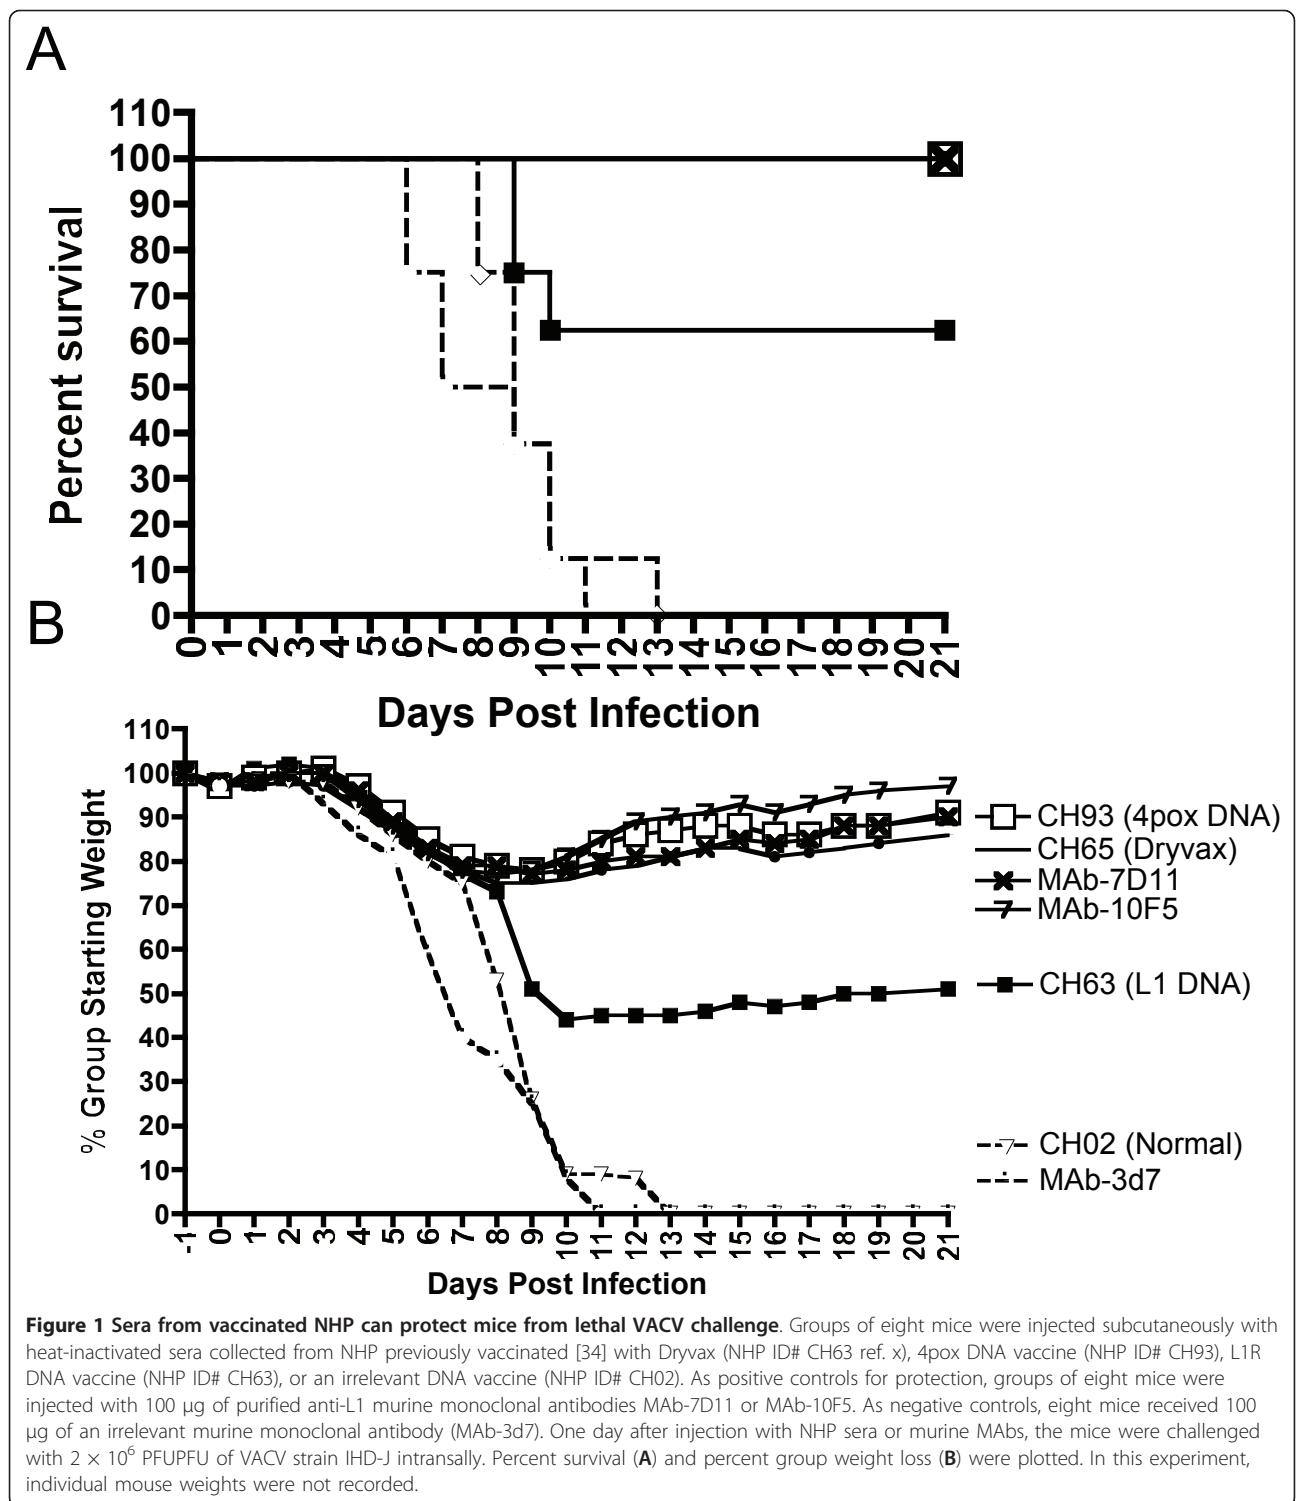 A
110
100
90
80
70
60
50
40
30
20
10
0
Percent survival
0 1 2 3 4 5 6 7 8 9 10 11 12 13 14 15 16 17 18 19 20 21
Days Post Infection
B
110
100
90
80
70
60
50
40
30
20
10
0
% Group Starting Weight
-1 0 1 2 3 4 5 6 7 8 9 10 11 12 13 14 15 16 17 18 19 20 21
Days Post Infection
CH93 (4pox DNA)
CH65 (Dryvax)
MAb-7D11
MAb-10F5
CH63 (L1 DNA)
CH02 (Normal)
MAb-3d7
Figure 1 Sera from vaccinated NHP can protect mice from lethal VACV challenge. Groups of eight mice were injected subcutaneously with
heat-inactivated sera collected from NHP previously vaccinated [34] with Dryvax (NHP ID# CH63 ref. x), 4pox DNA vaccine (NHP ID# CH93), L1R
DNA vaccine (NHP ID# CH63), or an irrelevant DNA vaccine (NHP ID# CH02). As positive controls for protection, groups of eight mice were
injected with 100 μg of purified anti-L1 murine monoclonal antibodies MAb-7D11 or MAb-10F5. As negative controls, eight mice received 100
μg of an irrelevant murine monoclonal antibody (MAb-3d7). One day after injection with NHP sera or murine MAbs, the mice were challenged
with 2 × 10⁶ PFUPFU of VACV strain IHD-J intransally. Percent survival (A) and percent group weight loss (B) were plotted. In this experiment,
individual mouse weights were not recorded.